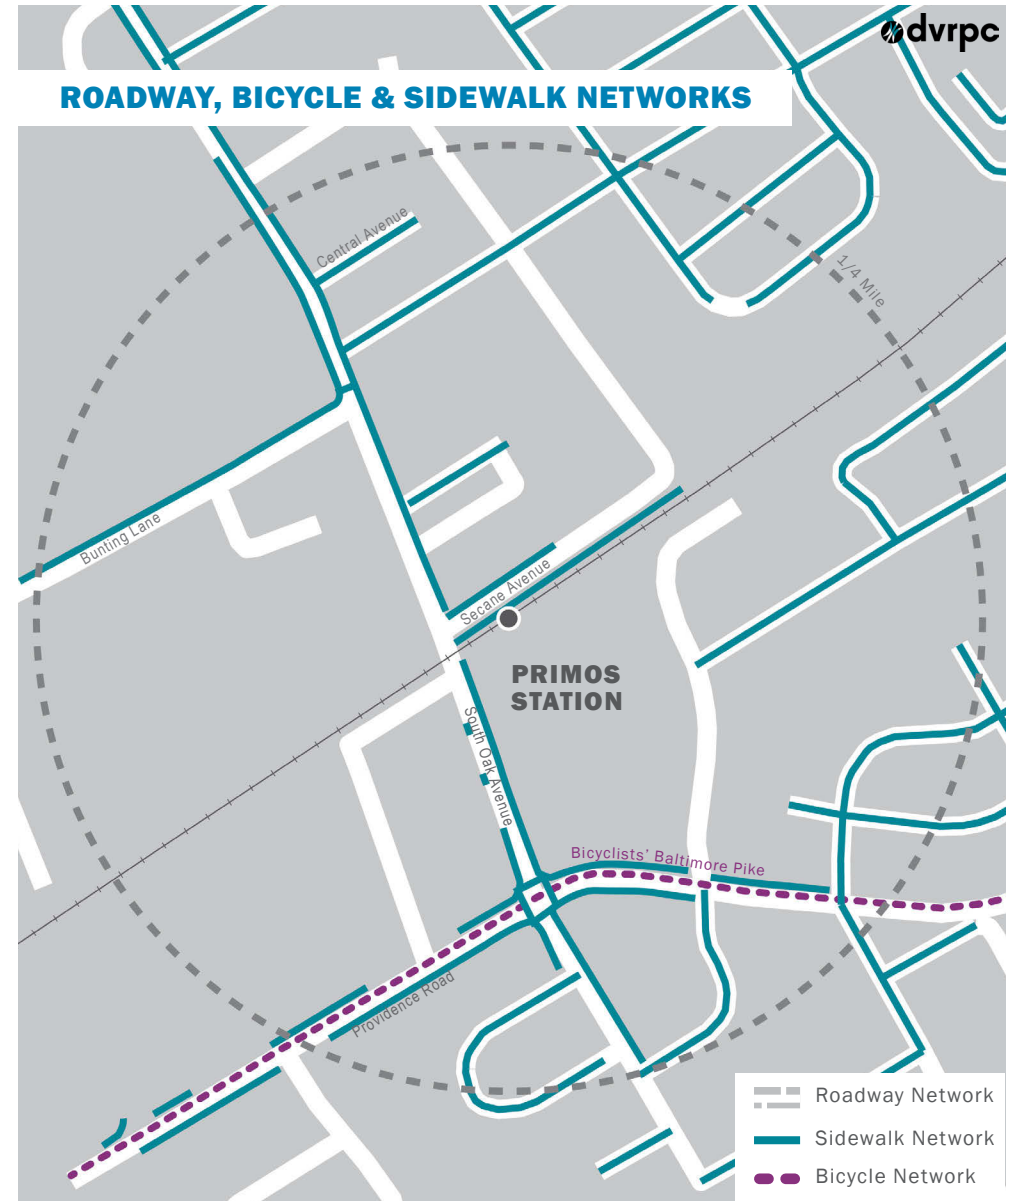 dvrpc
ROADWAY, BICYCLE & SIDEWALK NETWORKS
Central Avenue
1/4 Mile
Bunting Lane
Secane Avenue
PRIMOS
STATION
South Oak Avenue
Bicyclists' Baltimore Pike
Providence Road
Roadway Network
Sidewalk Network
Bicycle Network